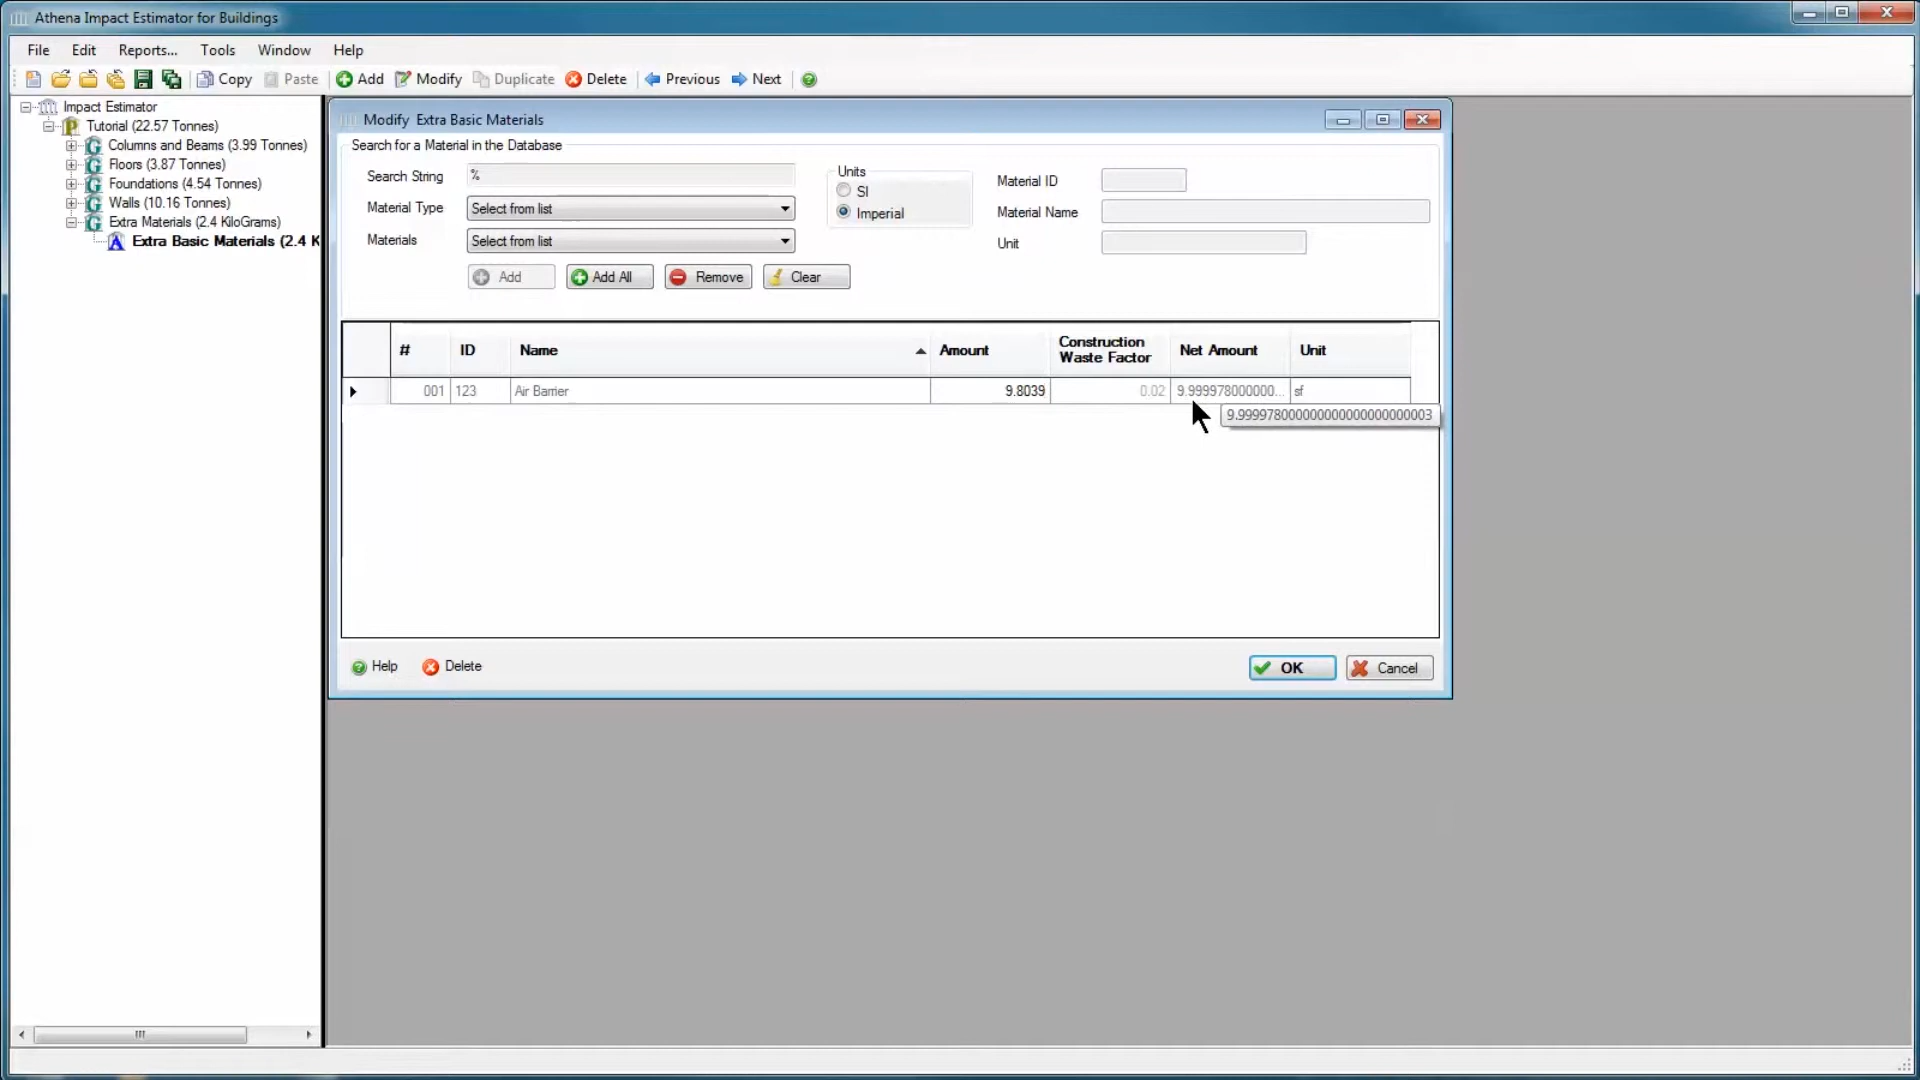 Athena Impact Estimator for Buildings
File Edit Reports... Tools Window Help
Copy Paste Add Modify Duplicate Delete Previous Next
Impact Estimator
Tutorial (22.57 Tonnes)
Columns and Beams (3.99 Tonnes)
Floors (3.87 Tonnes)
Foundations (4.54 Tonnes)
Walls (10.16 Tonnes)
Extra Materials (2.4 KiloGrams)
Extra Basic Materials (2.4 K
Modify Extra Basic Materials
Search for a Material in the Database
Search String %
Material Type Select from list
Materials Select from list
Units
SI
Imperial
Material ID
Material Name
Unit
Add Add All Remove Clear
# ID Name Amount Construction Waste Factor Net Amount Unit
001 123 Air Barrier 9.8039 0.02 9.999978000000... sf
9.9999780000000000000000000003
Help Delete OK Cancel